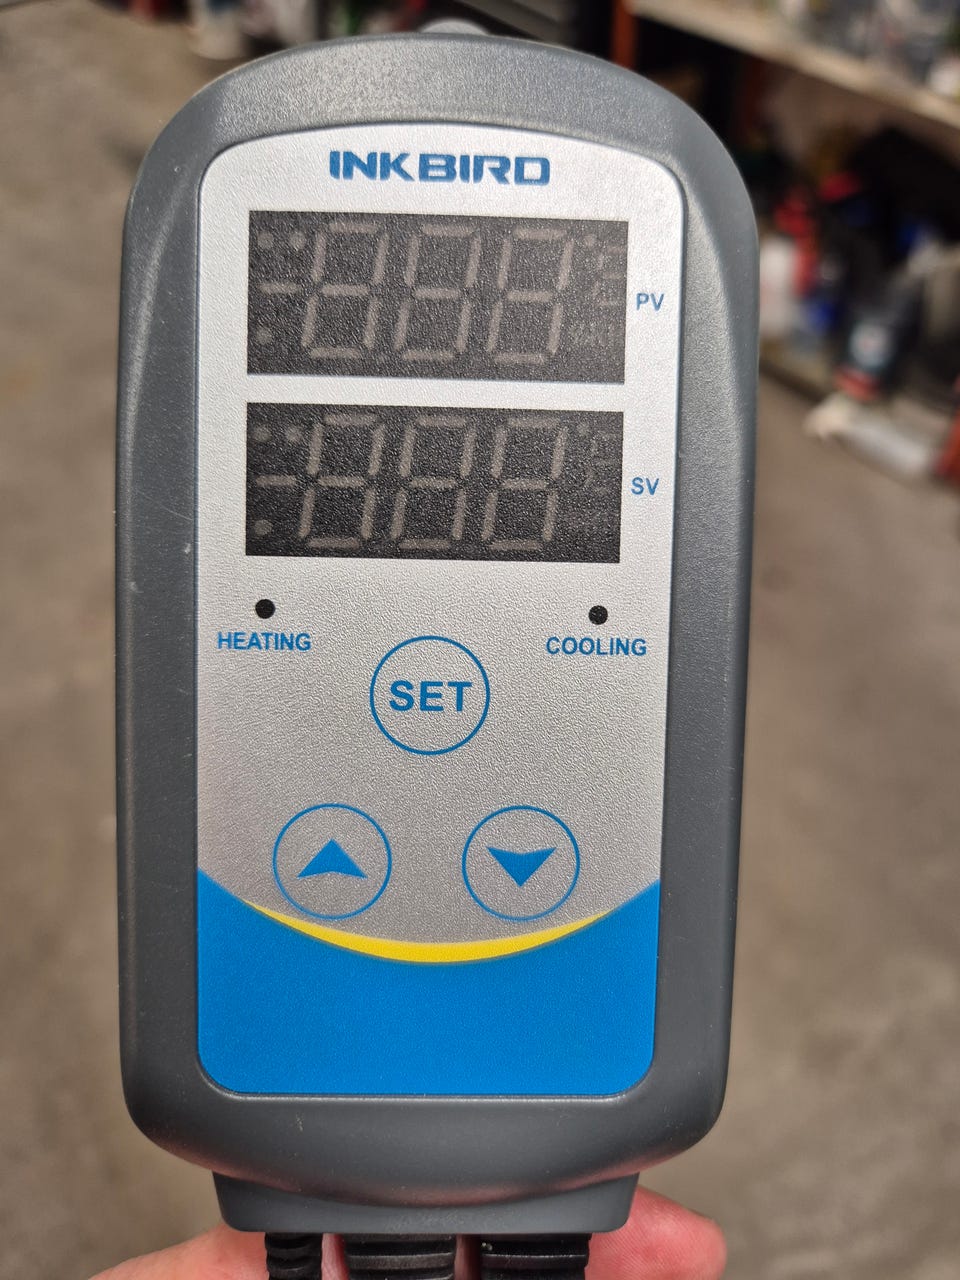 INKBIRD
PV
SV
HEATING
COOLING
SET